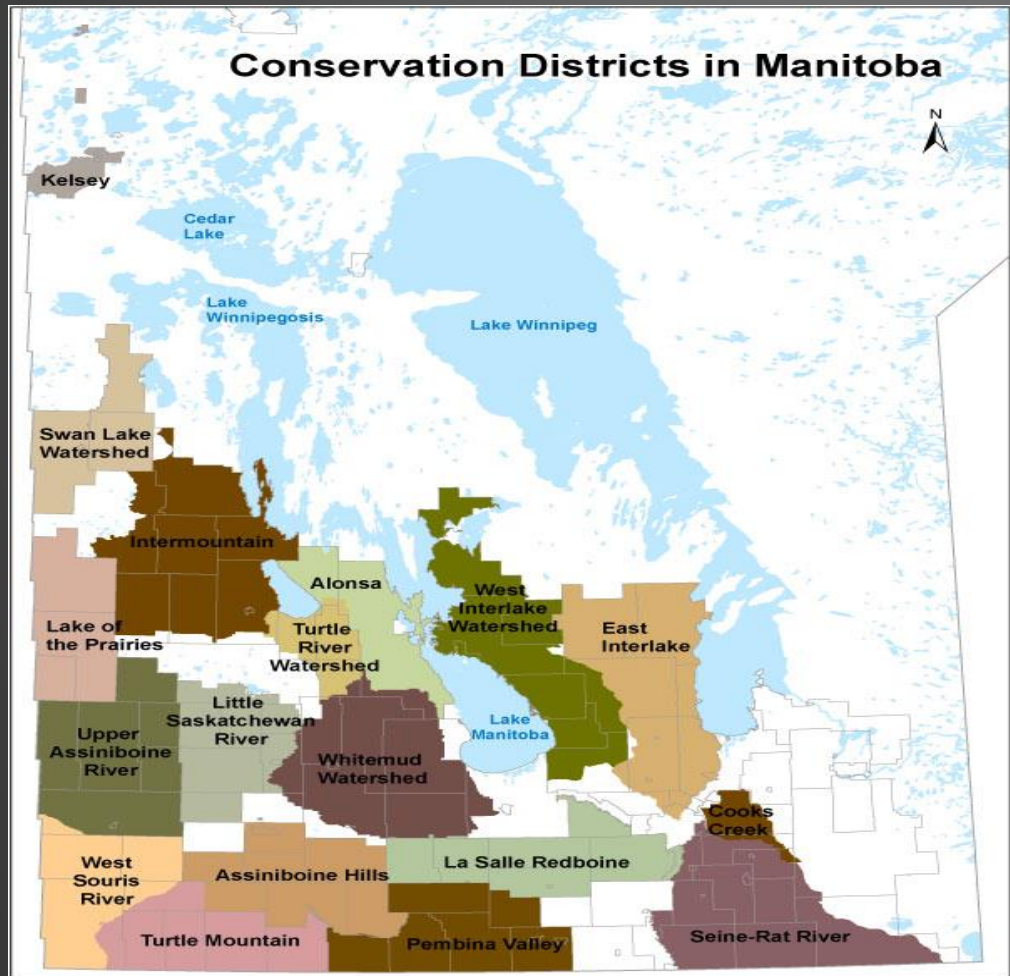 Conservation Districts in Manitoba
N
Kelsey
Cedar
Lake
Lake
Winnipegosis
Lake Winnipeg
Swan Lake
Watershed
Intermountain
Alonsa
West
Interlake
Watershed
East
Interlake
Lake of
the Prairies
Turtle
River
Watershed
Little
Saskatchewan
River
Upper
Assiniboine
River
Whitemud
Watershed
Lake
Manitoba
Cooks
Creek
West
Souris
River
Assiniboine Hills
La Salle Redboine
Turtle Mountain
Pembina Valley
Seine-Rat River